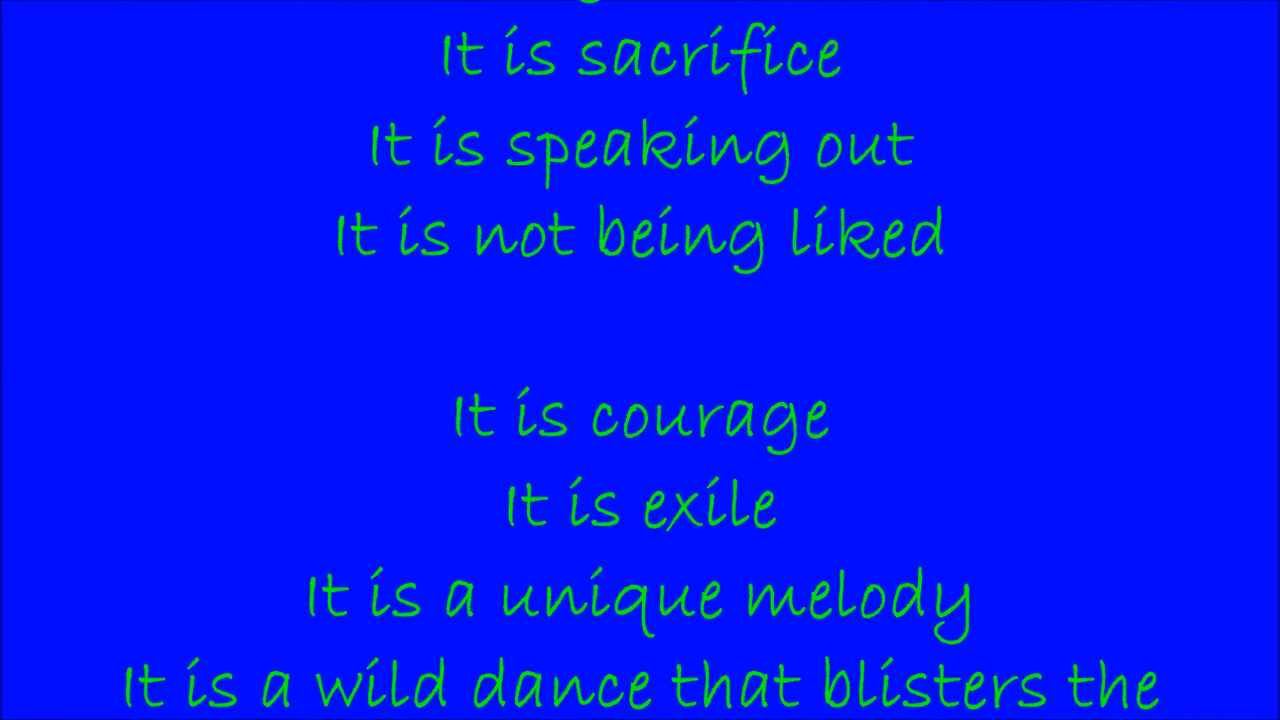 It is sacrifice
It is speaking out
It is not being liked
It is courage
It is exile
It is a unique melody
It is a wild dance that blisters the